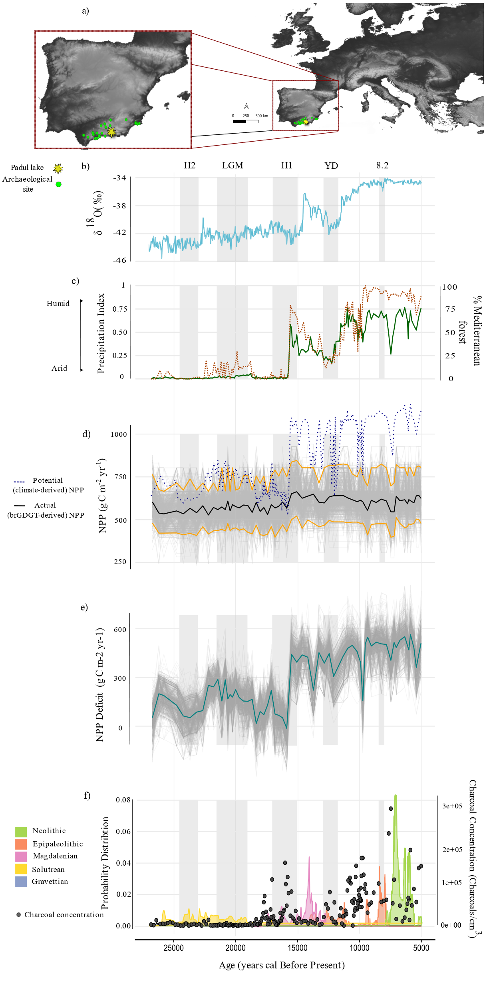 a)
0 250 500 km
Padul lake
Archaeological
site
b)
H2 LGM H1 YD 8.2
-34
-38
-42
-46
δ 18O( ‰)
c)
Humid
Arid
Precipitation Index
1
0.75
0.50
0.25
0
100
75
50
25
0
% Mediterranean
forest
d)
1000
750
500
250
NPP (g C m-2 yr-1)
Potential
(climate-derived) NPP
Actual
(brGDGT-derived) NPP
e)
600
300
0
NPP Deficit (g C m-2 yr-1)
f)
0.08
0.06
0.04
0.02
0.00
Probability Distribtion
3e+05
2e+05
1e+05
0e+00
Charcoal Concentration (Charcoals/cm3)
Neolithic
Epipaleolithic
Magdalenian
Solutrean
Gravettian
Charcoal concentration
25000 20000 15000 10000 5000
Age (years cal Before Present)